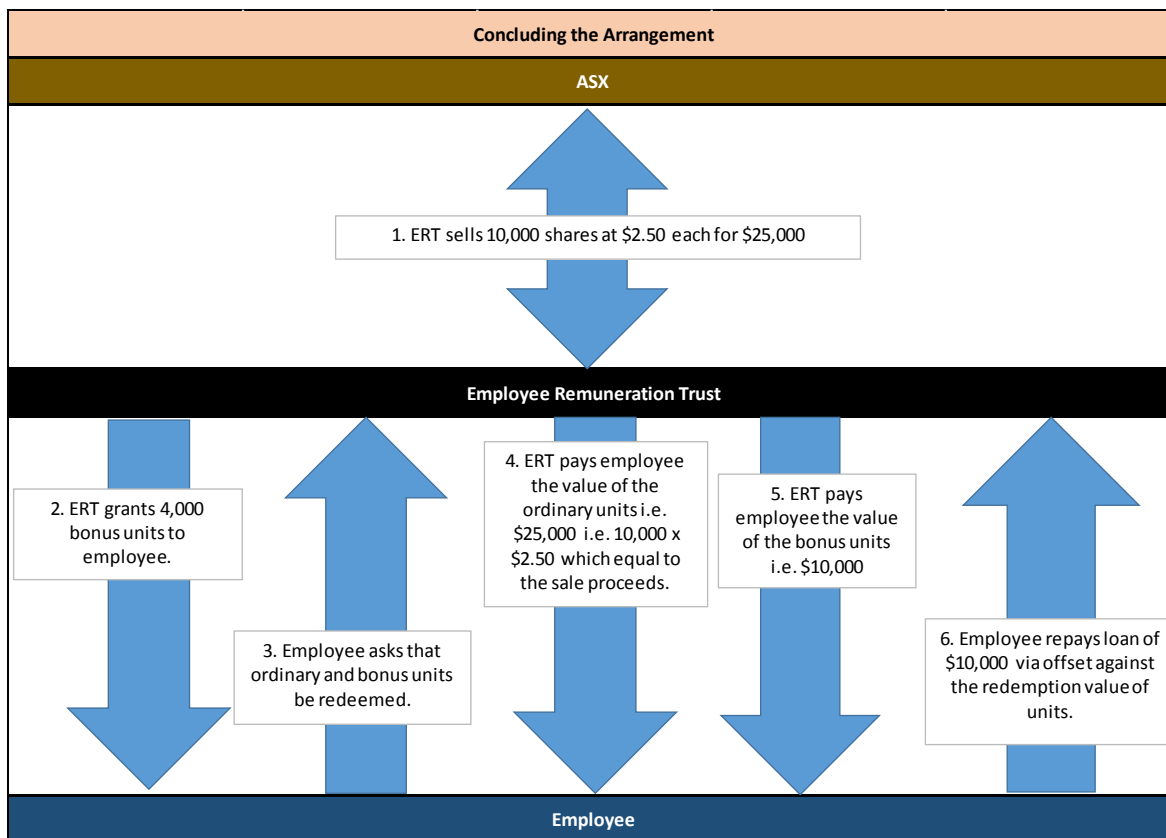 Concluding the Arrangement
ASX
1. ERT sells 10,000 shares at $2.50 each for $25,000
Employee Remuneration Trust
2. ERT grants 4,000
bonus units to
employee.
3. Employee asks that
ordinary and bonus units
be redeemed.
4. ERT pays employee
the value of the
ordinary units i.e.
$25,000 i.e. 10,000 x
$2.50 which equal to
the sale proceeds.
5. ERT pays
employee the value
of the bonus units
i.e. $10,000
6. Employee repays loan of
$10,000 via offset against
the redemption value of
units.
Employee